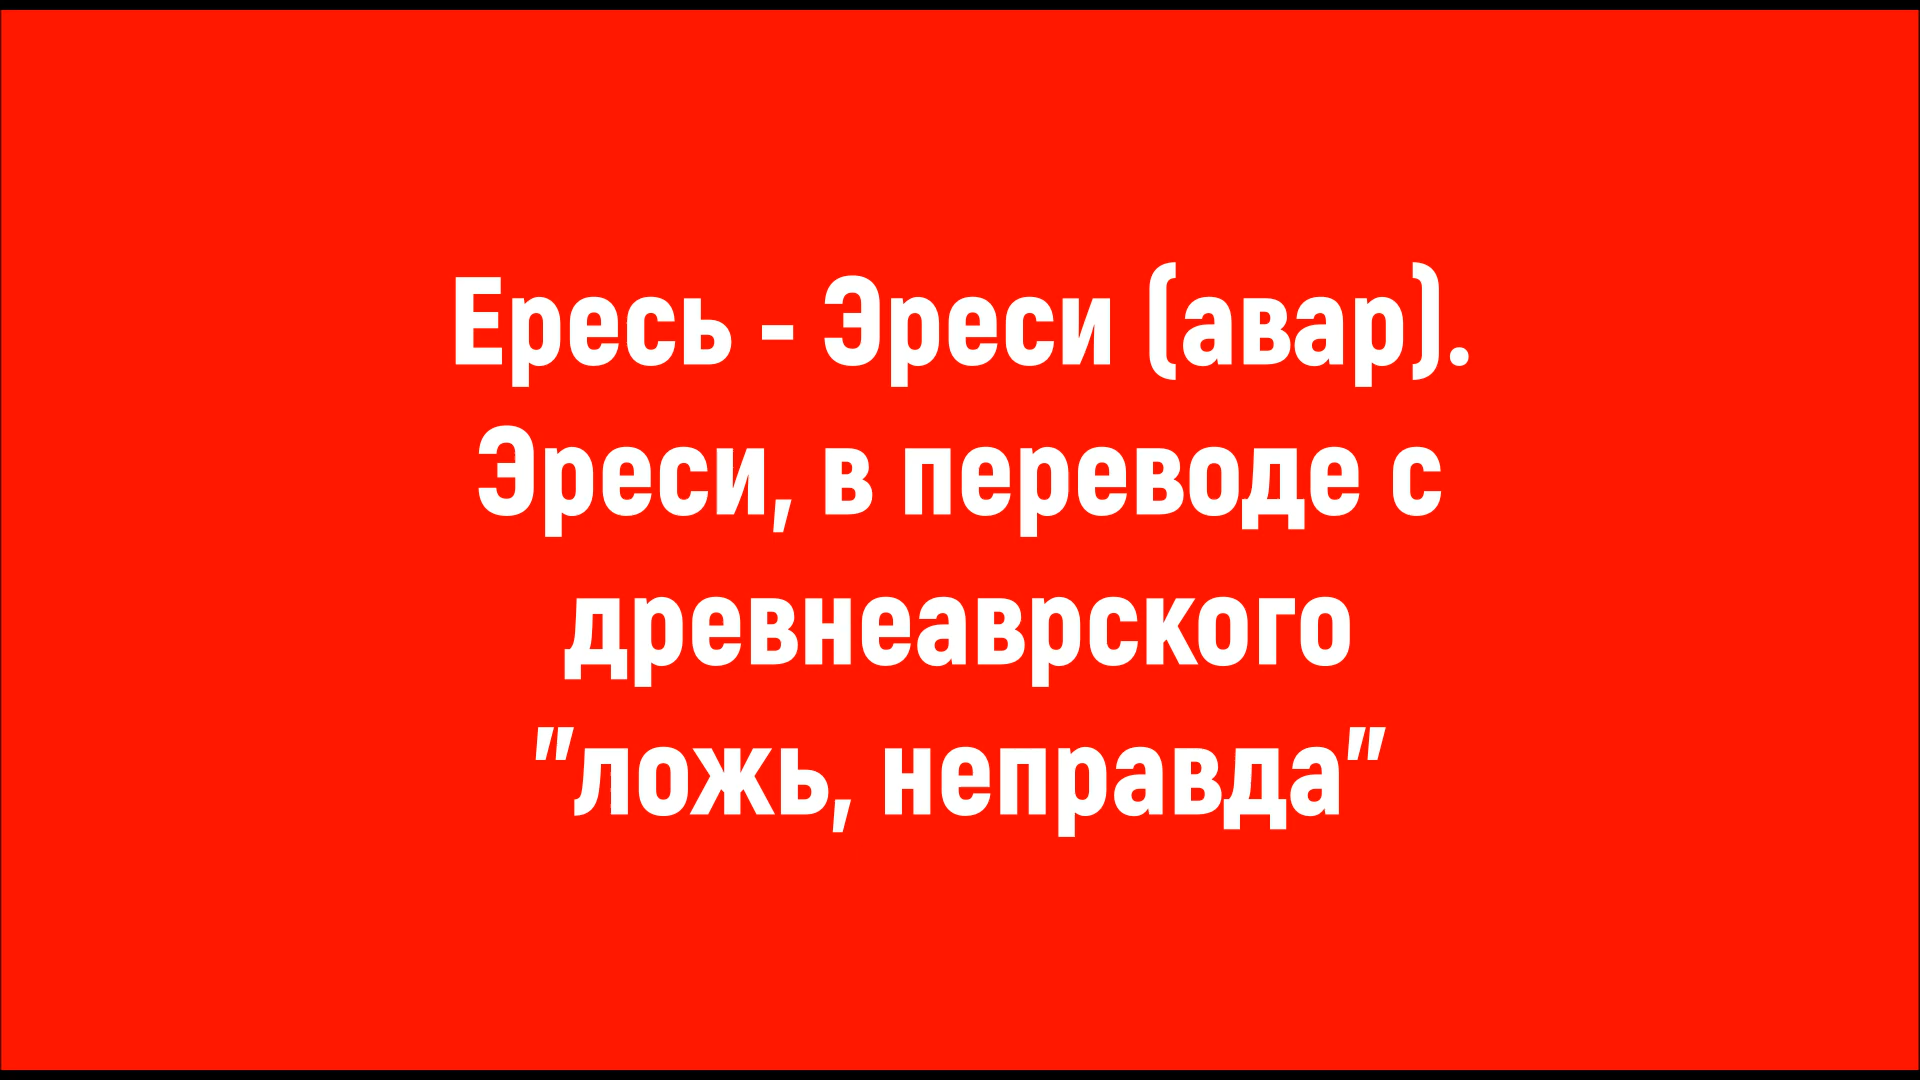 Ересь - Эреси (авар).
Эреси, в переводе с
древнеаврского
"ложь, неправда"